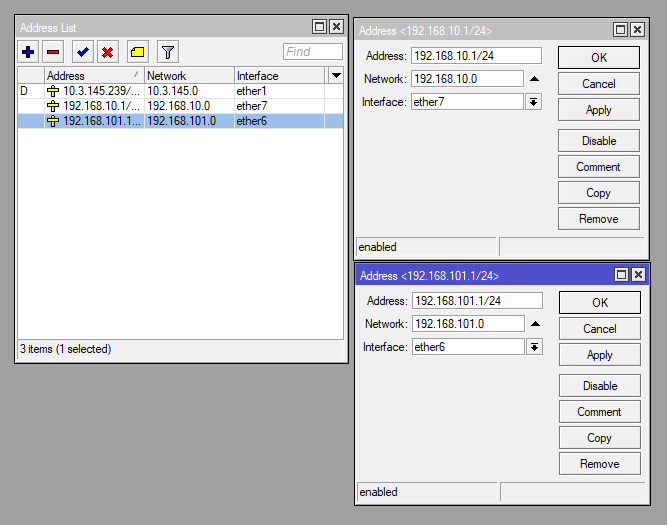 Address List
Find
Address Network Interface
D 10.3.145.239/... 10.3.145.0 ether1
192.168.10.1/... 192.168.10.0 ether7
192.168.101.1... 192.168.101.0 ether6
3 items (1 selected)
Address <192.168.10.1/24>
Address: 192.168.10.1/24
Network: 192.168.10.0
Interface: ether7
OK
Cancel
Apply
Disable
Comment
Copy
Remove
enabled
Address <192.168.101.1/24>
Address: 192.168.101.1/24
Network: 192.168.101.0
Interface: ether6
OK
Cancel
Apply
Disable
Comment
Copy
Remove
enabled